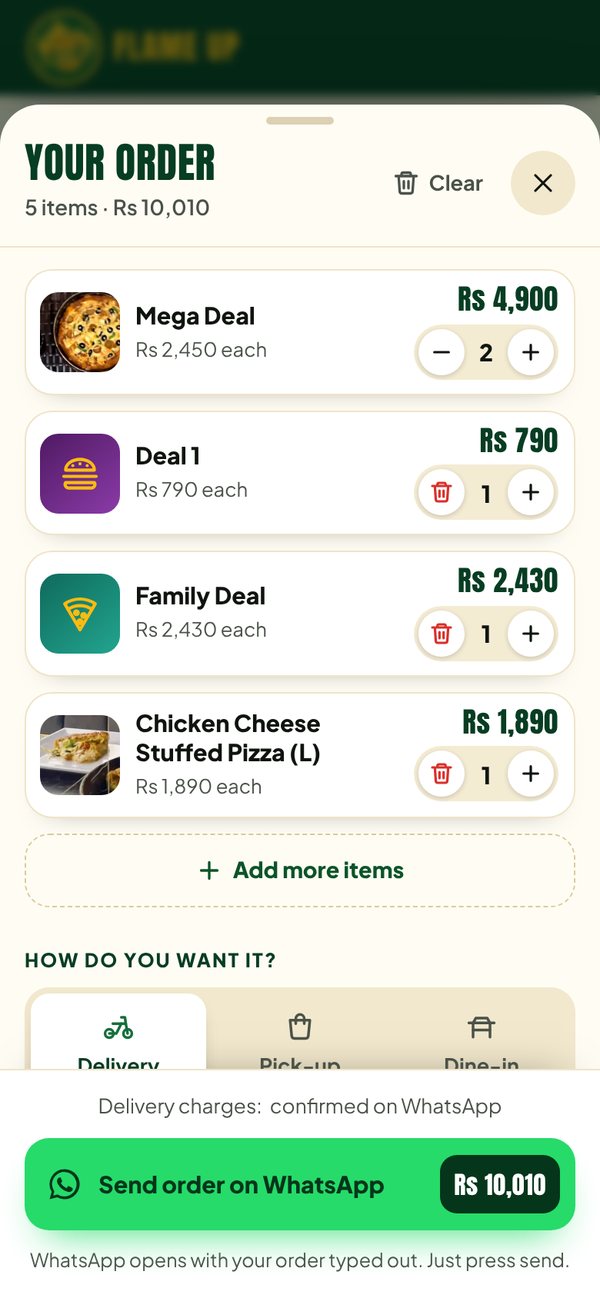 FLAME UP
YOUR ORDER
5 items · Rs 10,010
Clear
Mega Deal
Rs 2,450 each
Rs 4,900
2
Deal 1
Rs 790 each
Rs 790
1
Family Deal
Rs 2,430 each
Rs 2,430
1
Chicken Cheese
Stuffed Pizza (L)
Rs 1,890 each
Rs 1,890
1
Add more items
HOW DO YOU WANT IT?
Delivery
Pick-up
Dine-in
Delivery charges: confirmed on WhatsApp
Send order on WhatsApp
Rs 10,010
WhatsApp opens with your order typed out. Just press send.